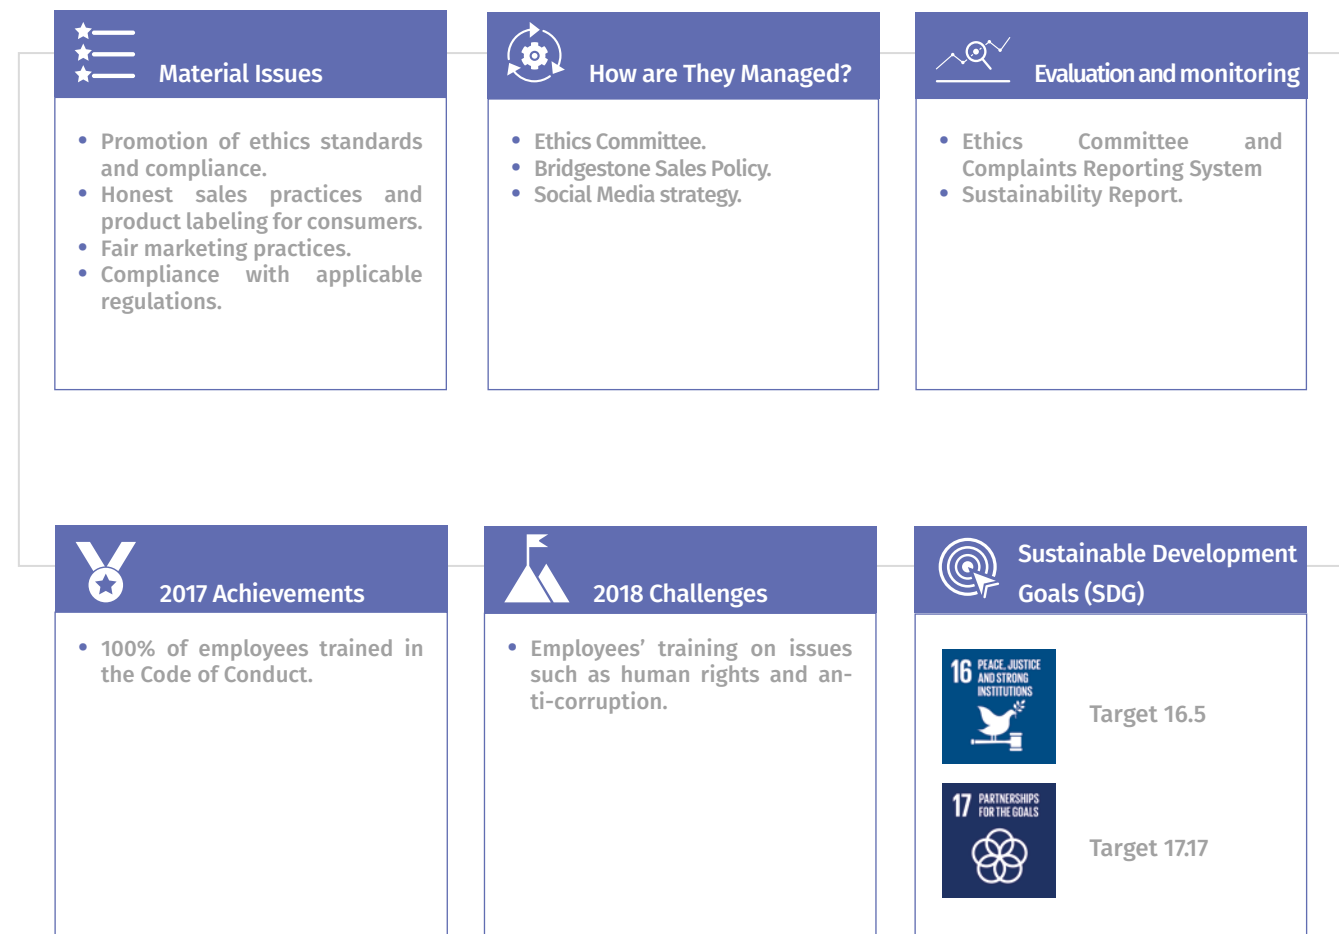 Material Issues
• Promotion of ethics standards
and compliance.
• Honest sales practices and
product labeling for consumers.
• Fair marketing practices.
• Compliance with applicable
regulations.
How are They Managed?
• Ethics Committee.
• Bridgestone Sales Policy.
• Social Media strategy.
Evaluation and monitoring
• Ethics Committee and
Complaints Reporting System
• Sustainability Report.
2017 Achievements
• 100% of employees trained in
the Code of Conduct.
2018 Challenges
• Employees’ training on issues
such as human rights and an-
ti-corruption.
Sustainable Development
Goals (SDG)
16 PEACE, JUSTICE
AND STRONG
INSTITUTIONS
Target 16.5
17 PARTNERSHIPS
FOR THE GOALS
Target 17.17